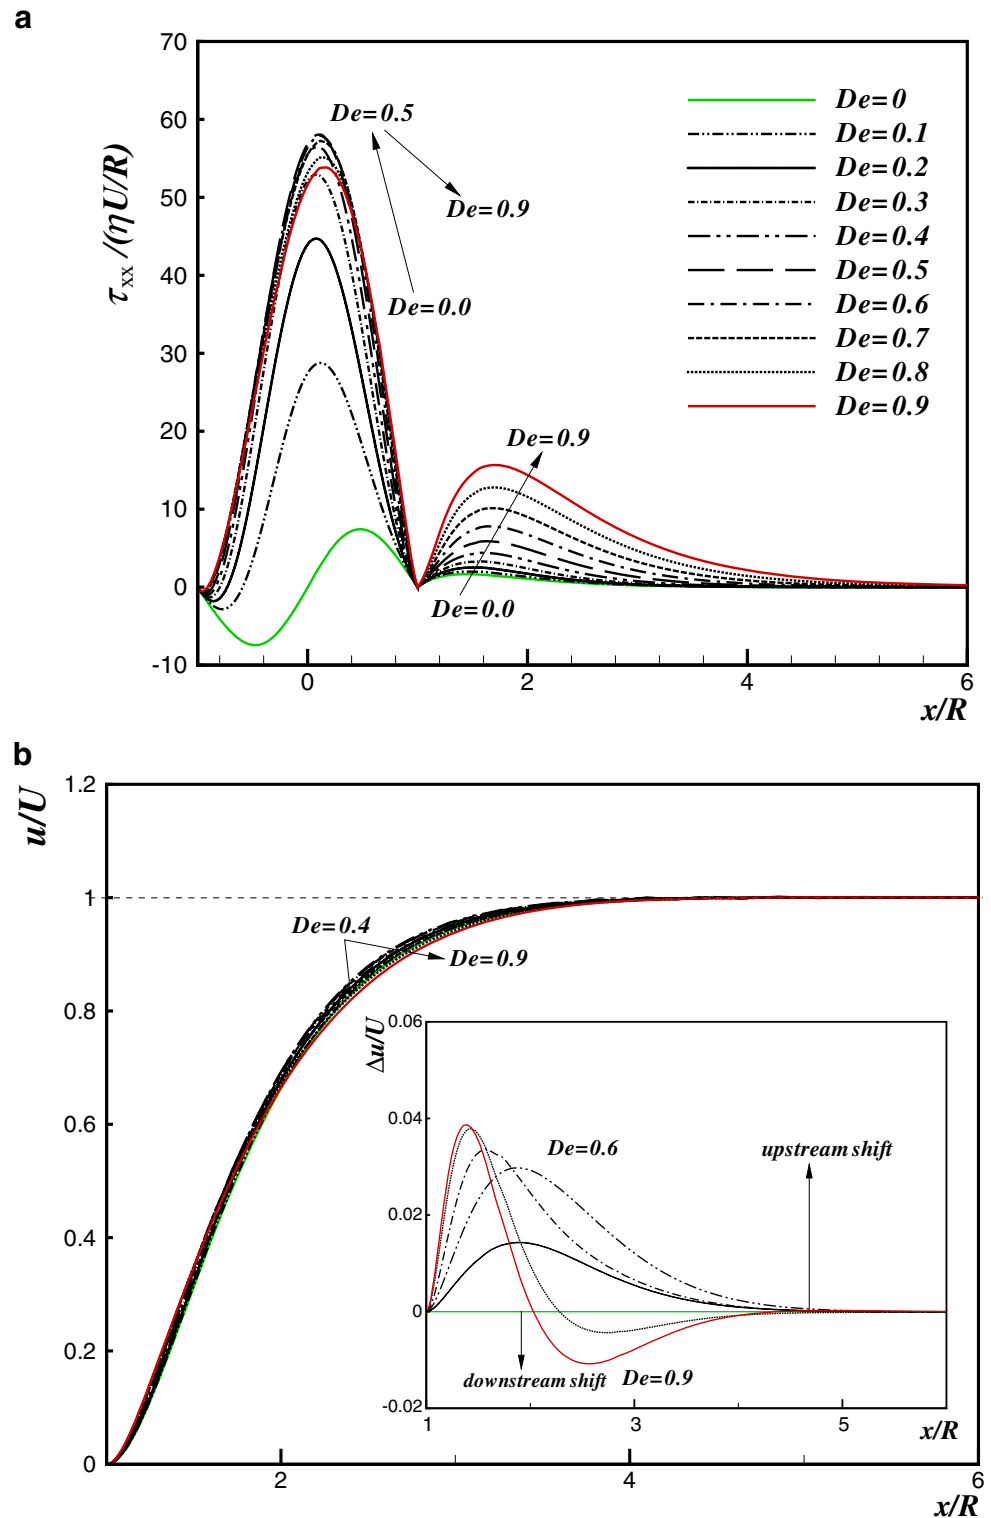 a
70
60
50
40
30
20
10
0
-10
τxx /(ηU/R)
De=0.5
De=0.9
De=0.0
De=0
De=0.1
De=0.2
De=0.3
De=0.4
De=0.5
De=0.6
De=0.7
De=0.8
De=0.9
De=0.9
De=0.0
0 2 4 6
x/R
b
u/U
1.2
1
0.8
0.6
0.4
0.2
0
De=0.4
De=0.9
Δu/U
0.06
0.04
0.02
0
-0.02
De=0.6
upstream shift
downstream shift De=0.9
1 3 5
x/R
2 4 6
x/R